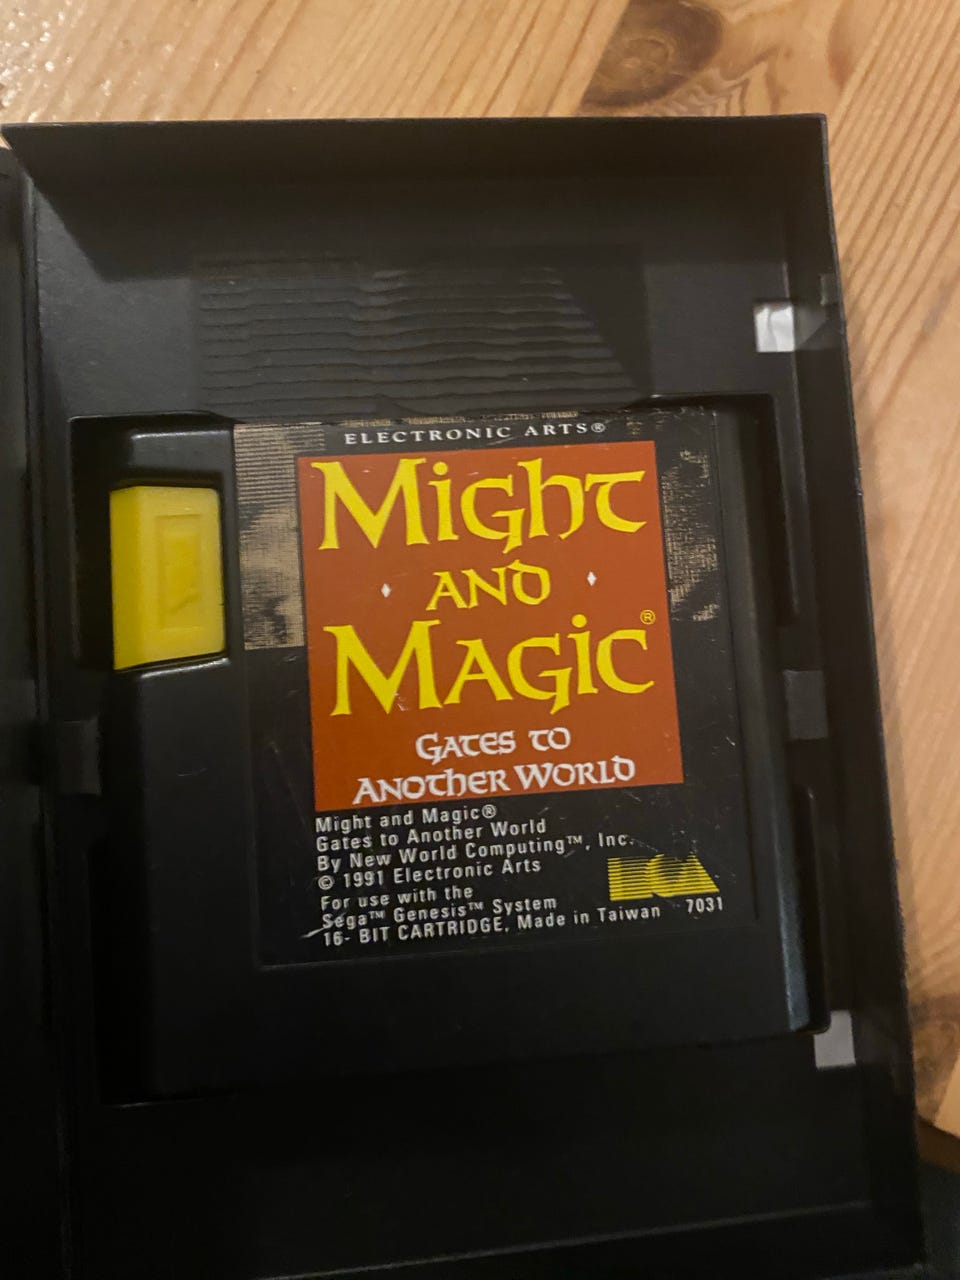 ELECTRONIC ARTS®
Might
AND
MAGIC®
GATES TO
ANOTHER WORLD
Might and Magic®
Gates to Another World
By New World Computing™, Inc.
© 1991 Electronic Arts
For use with the
Sega™ Genesis™ System
16- BIT CARTRIDGE, Made in Taiwan
7031
EA